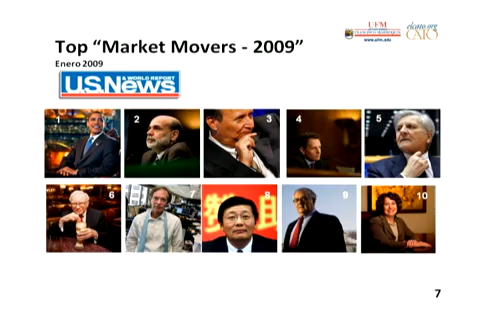 Top “Market Movers - 2009”
Enero 2009
U.S.News
& WORLD REPORT
UFM
www.ufm.edu
elcato.org
CATO
1 2 3 4 5
6 8 9 10
7